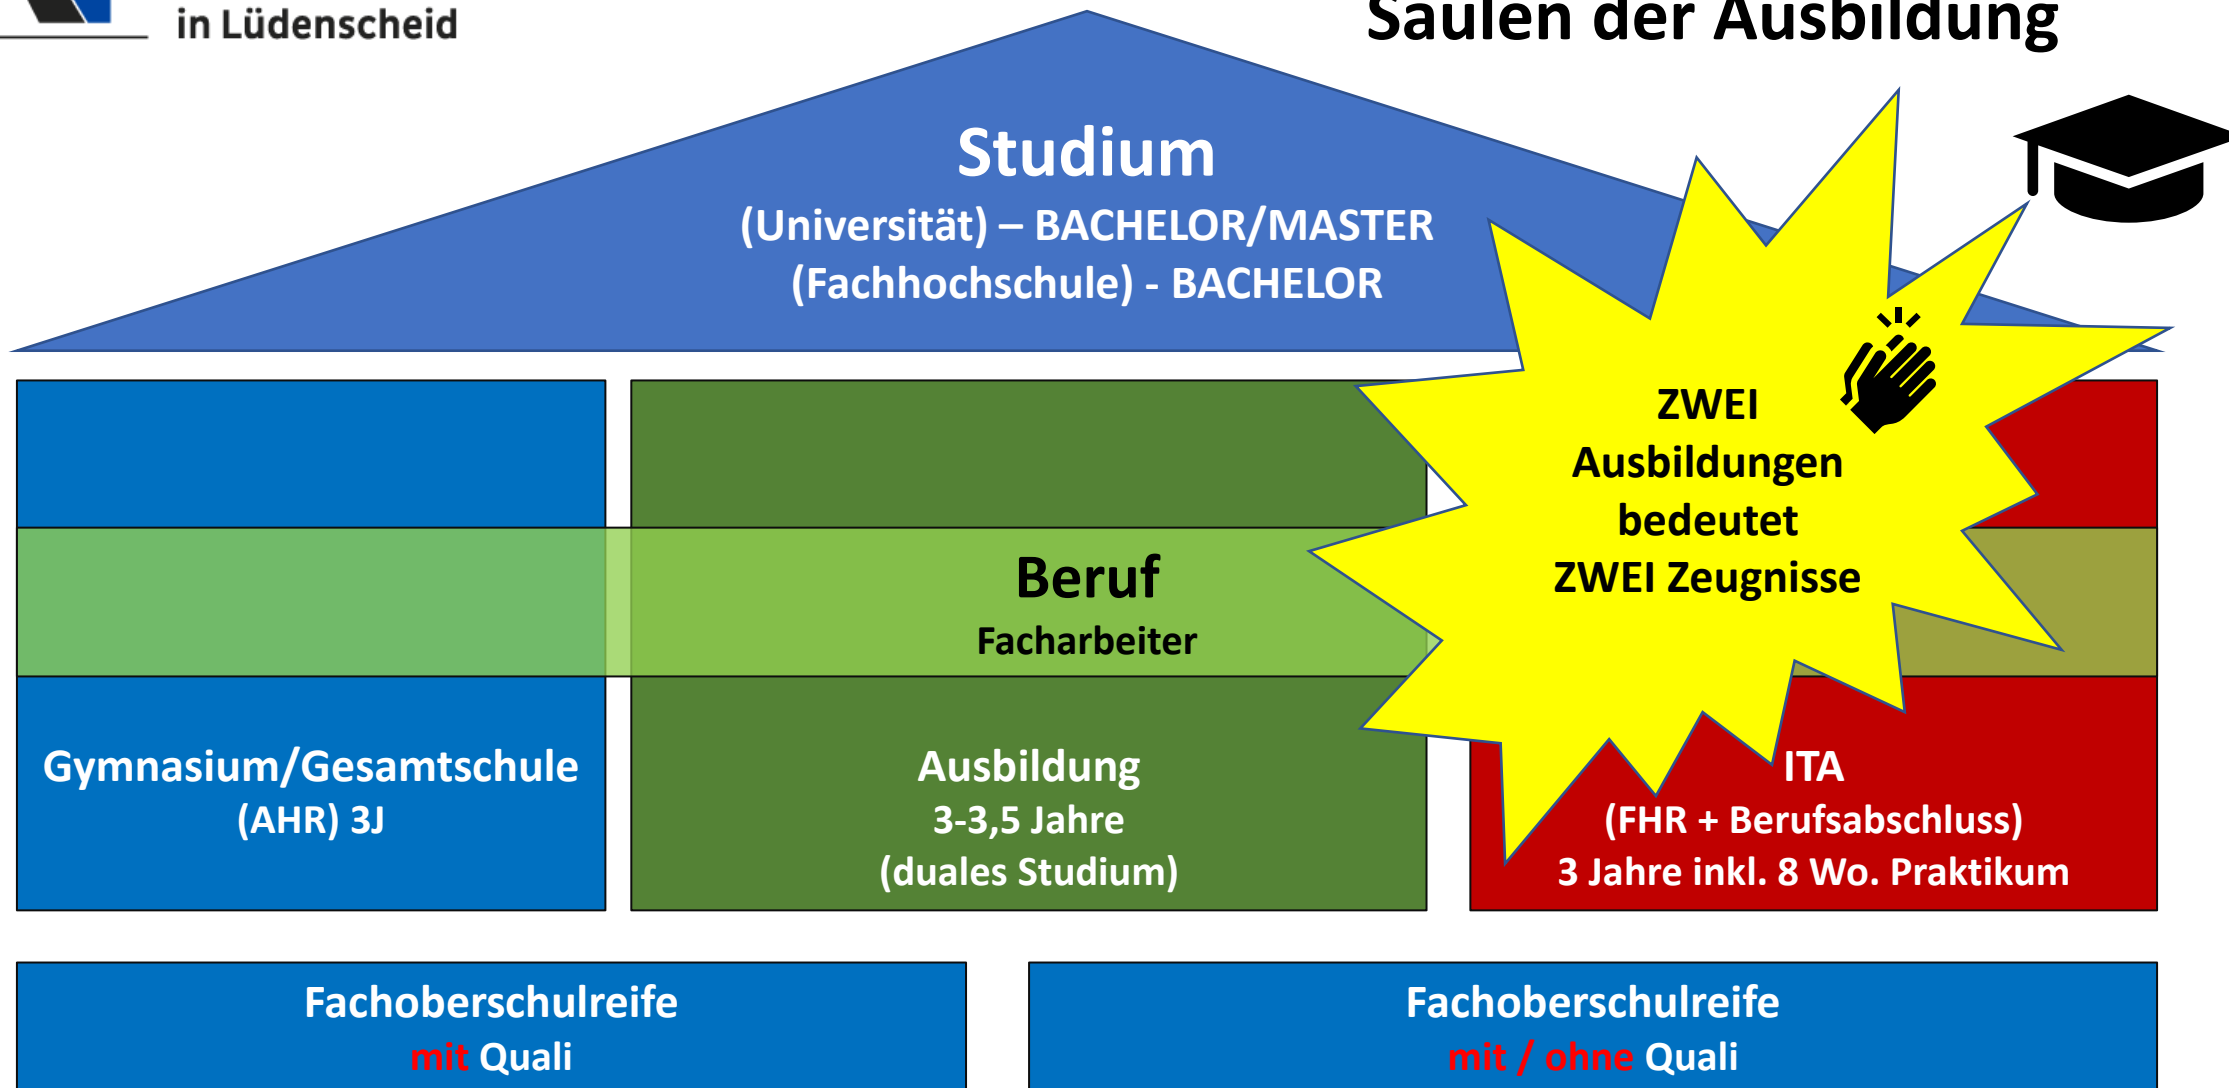 in Lüdenscheid
Säulen der Ausbildung
Studium
(Universität) – BACHELOR/MASTER
(Fachhochschule) - BACHELOR
ZWEI
Ausbildungen
bedeutet
ZWEI Zeugnisse
Beruf
Facharbeiter
Gymnasium/Gesamtschule
(AHR) 3J
Ausbildung
3-3,5 Jahre
(duales Studium)
ITA
(FHR + Berufsabschluss)
3 Jahre inkl. 8 Wo. Praktikum
Fachoberschulreife
mit Quali
Fachoberschulreife
mit / ohne Quali